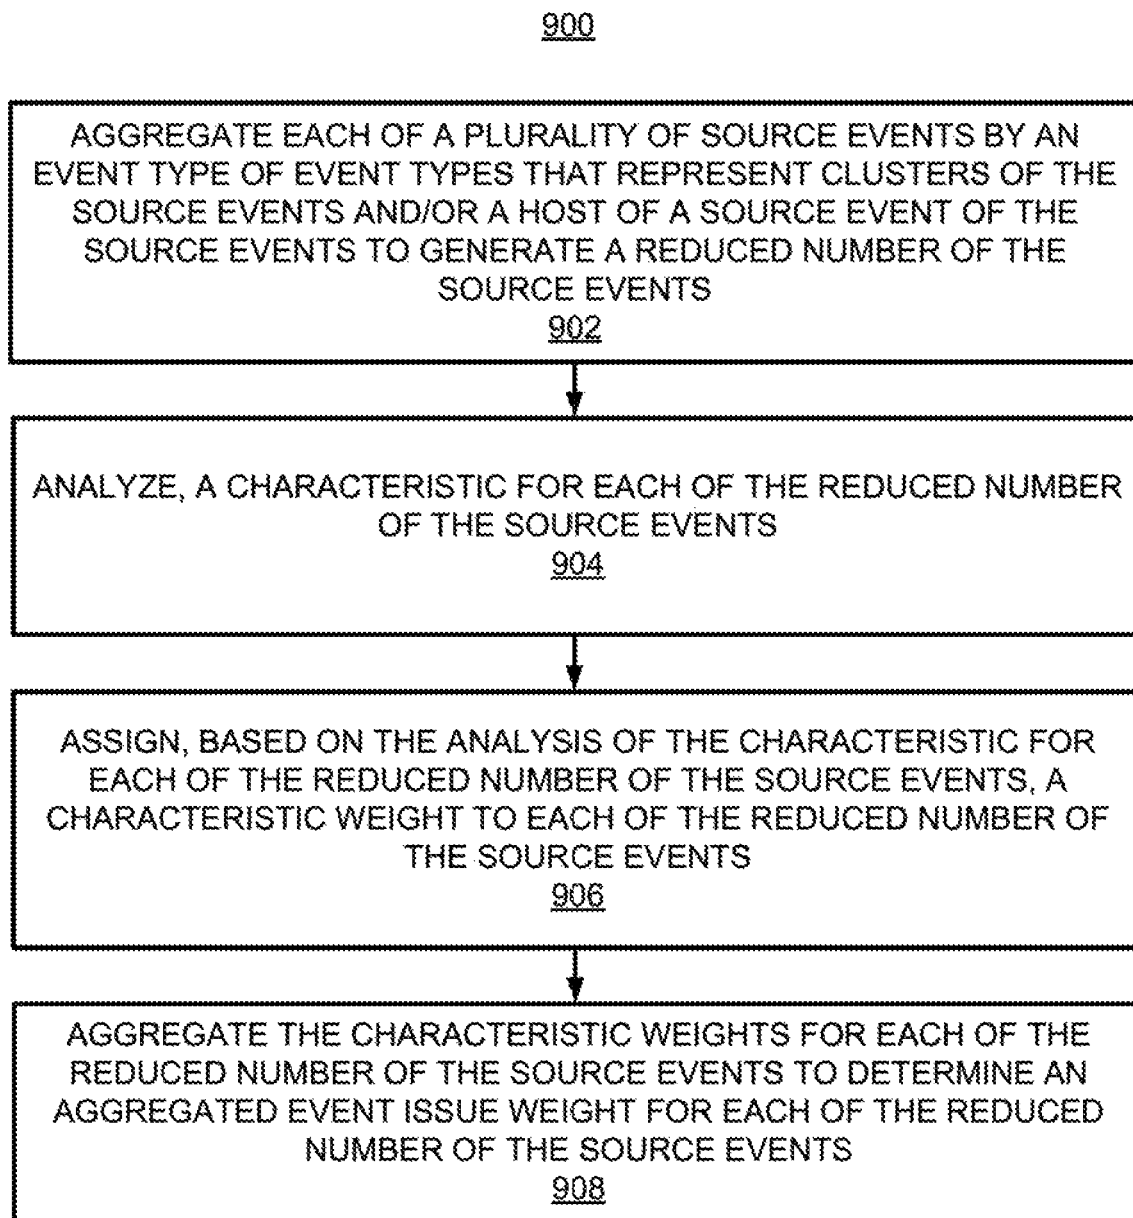 900
AGGREGATE EACH OF A PLURALITY OF SOURCE EVENTS BY AN
EVENT TYPE OF EVENT TYPES THAT REPRESENT CLUSTERS OF THE
SOURCE EVENTS AND/OR A HOST OF A SOURCE EVENT OF THE
SOURCE EVENTS TO GENERATE A REDUCED NUMBER OF THE
SOURCE EVENTS
902
ANALYZE, A CHARACTERISTIC FOR EACH OF THE REDUCED NUMBER
OF THE SOURCE EVENTS
904
ASSIGN, BASED ON THE ANALYSIS OF THE CHARACTERISTIC FOR
EACH OF THE REDUCED NUMBER OF THE SOURCE EVENTS, A
CHARACTERISTIC WEIGHT TO EACH OF THE REDUCED NUMBER OF
THE SOURCE EVENTS
906
AGGREGATE THE CHARACTERISTIC WEIGHTS FOR EACH OF THE
REDUCED NUMBER OF THE SOURCE EVENTS TO DETERMINE AN
AGGREGATED EVENT ISSUE WEIGHT FOR EACH OF THE REDUCED
NUMBER OF THE SOURCE EVENTS
908